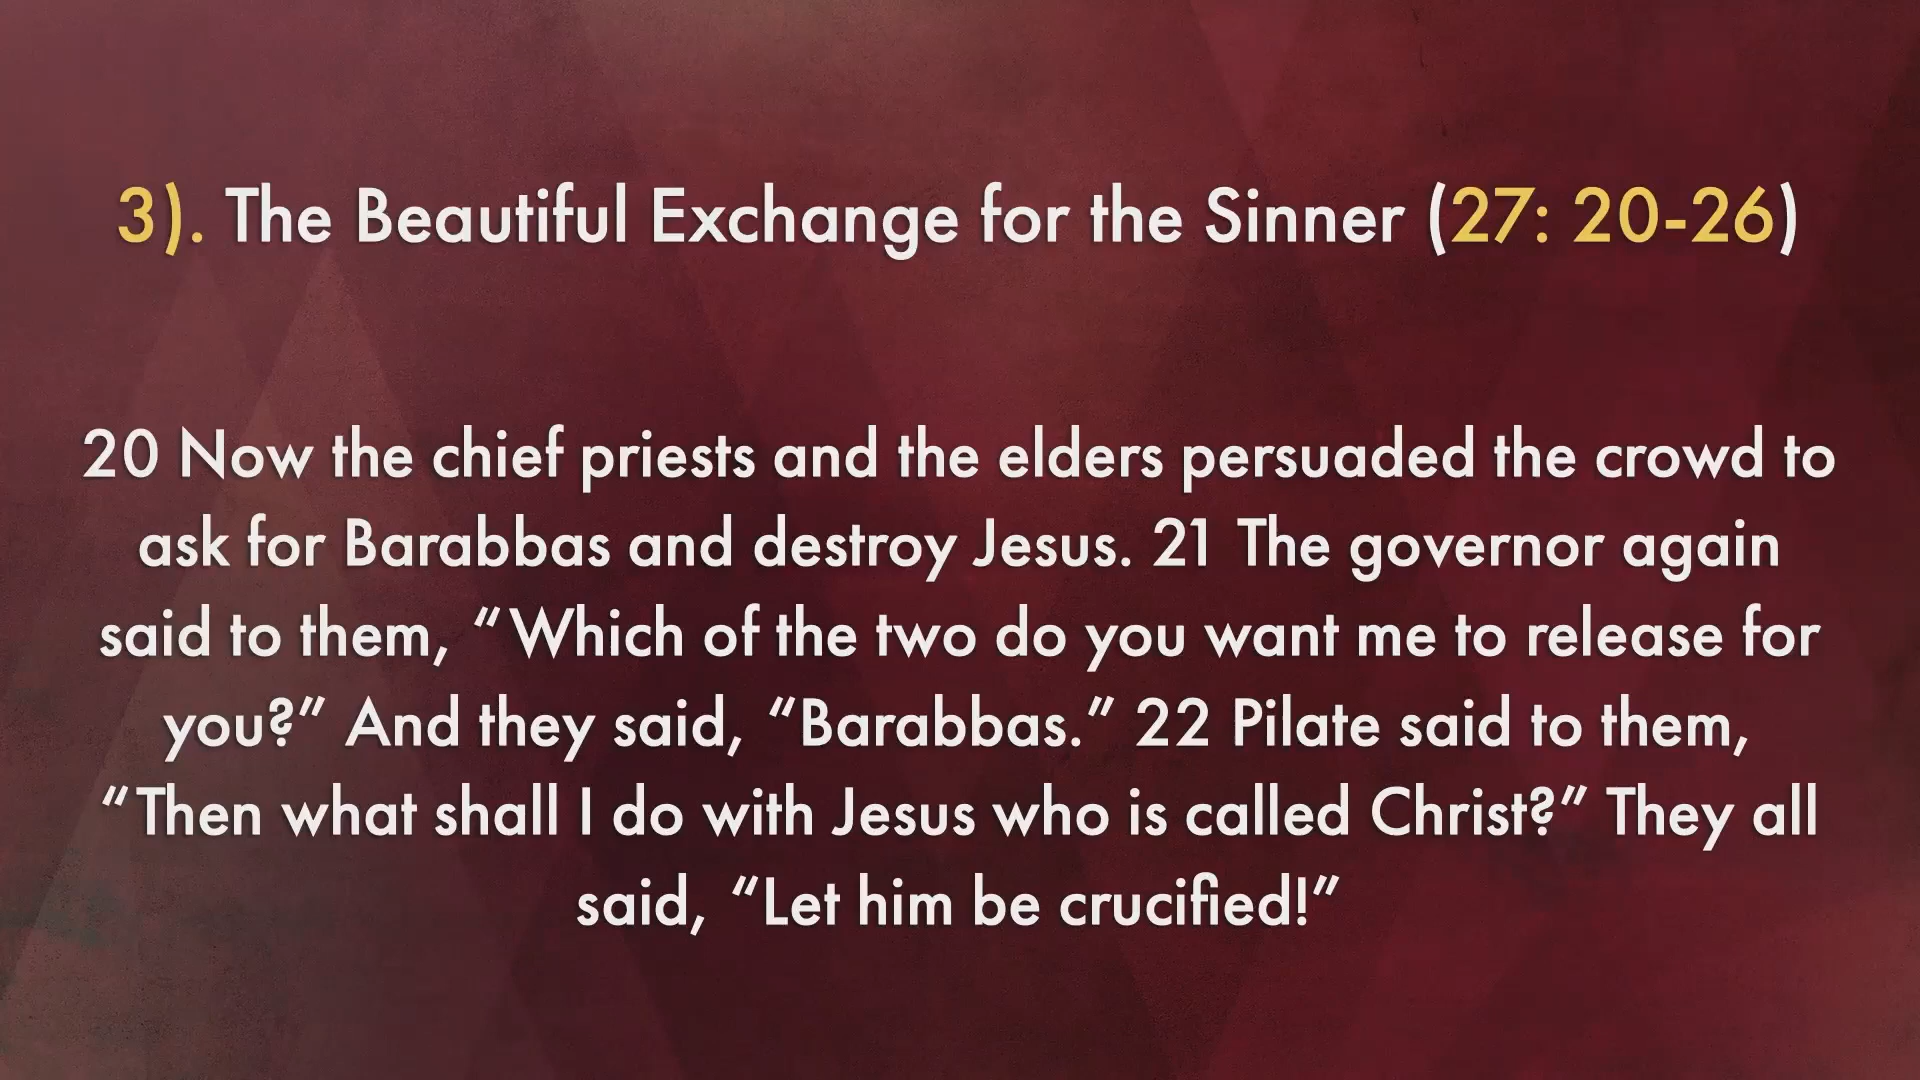 3). The Beautiful Exchange for the Sinner (27: 20-26)
20 Now the chief priests and the elders persuaded the crowd to
ask for Barabbas and destroy Jesus. 21 The governor again
said to them, “Which of the two do you want me to release for
you?” And they said, “Barabbas.” 22 Pilate said to them,
“Then what shall I do with Jesus who is called Christ?” They all
said, “Let him be crucified!”